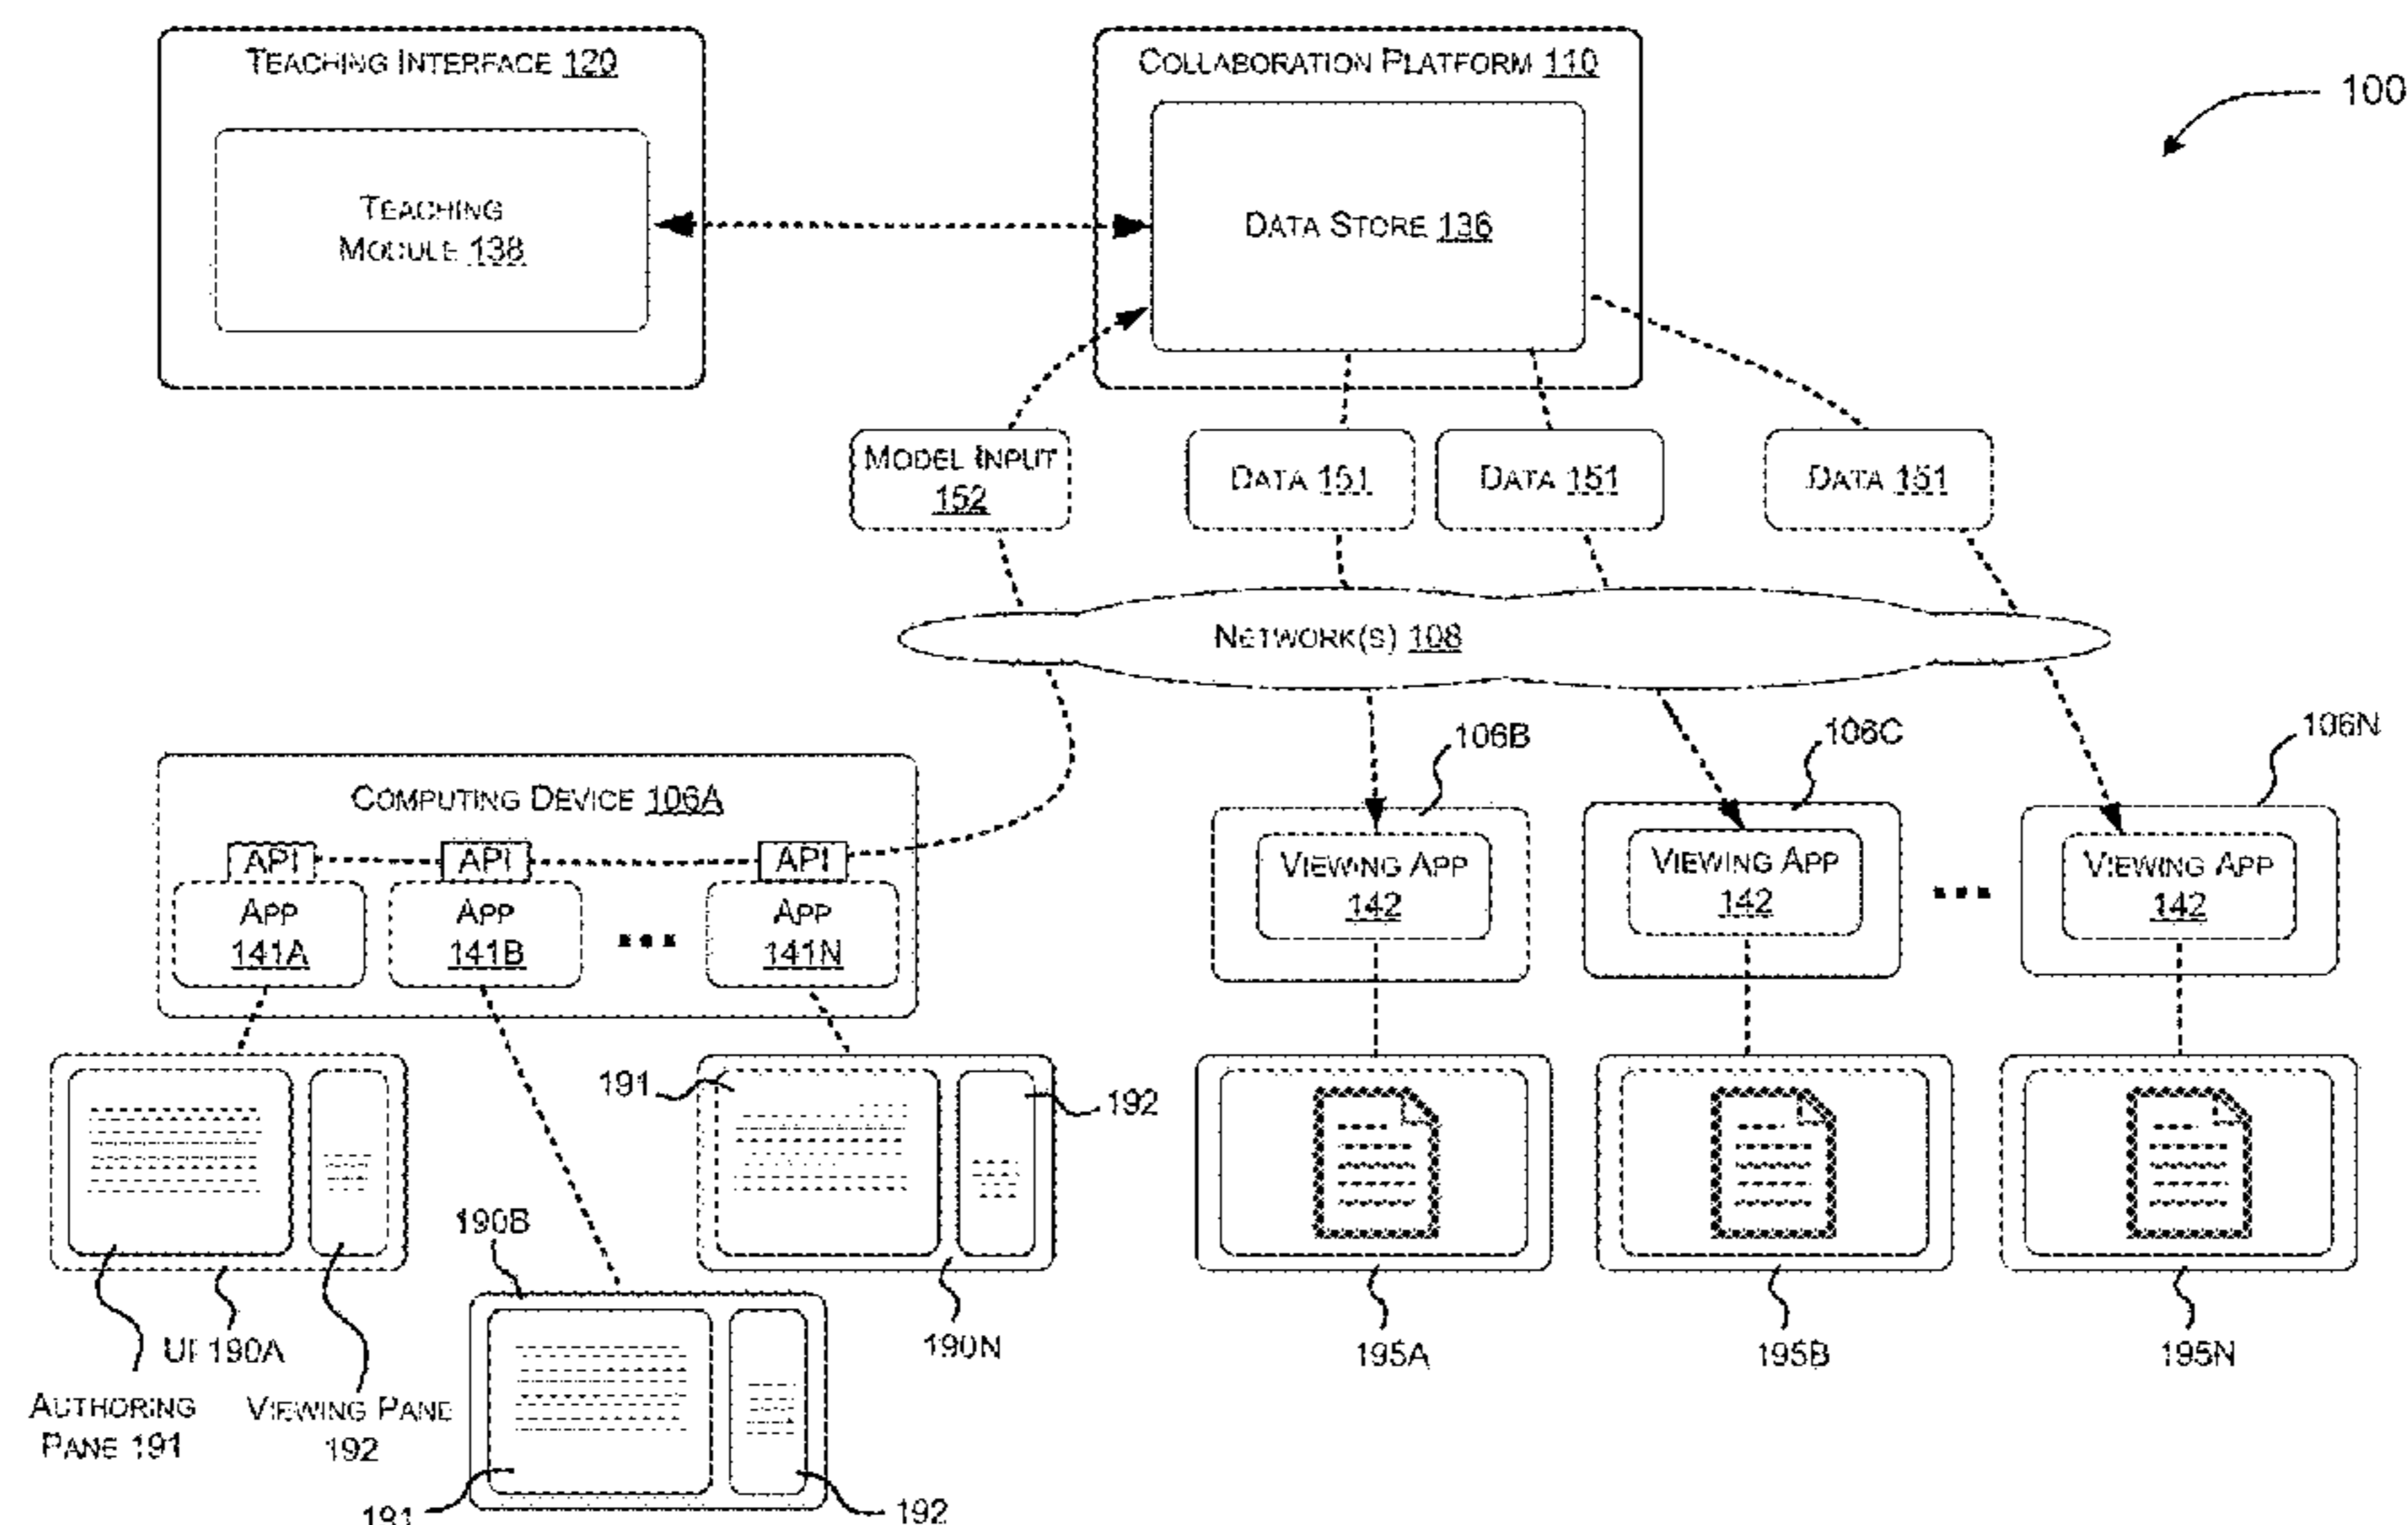 TEACHING INTERFACE 120
COLLABORATION PLATFORM 110
100
TEACHING
MODULE 138
DATA STORE 136
MODEL INPUT
152
DATA 151
DATA 151
DATA 151
NETWORK(S) 108
106B
106C
106N
COMPUTING DEVICE 106A
API
API
API
VIEWING APP
142
VIEWING APP
142
VIEWING APP
142
APP
141A
APP
141B
APP
141N
191
192
190B
UI 190A
190N
195A
195B
195N
AUTHORING
PANE 191
VIEWING PANE
192
191
192